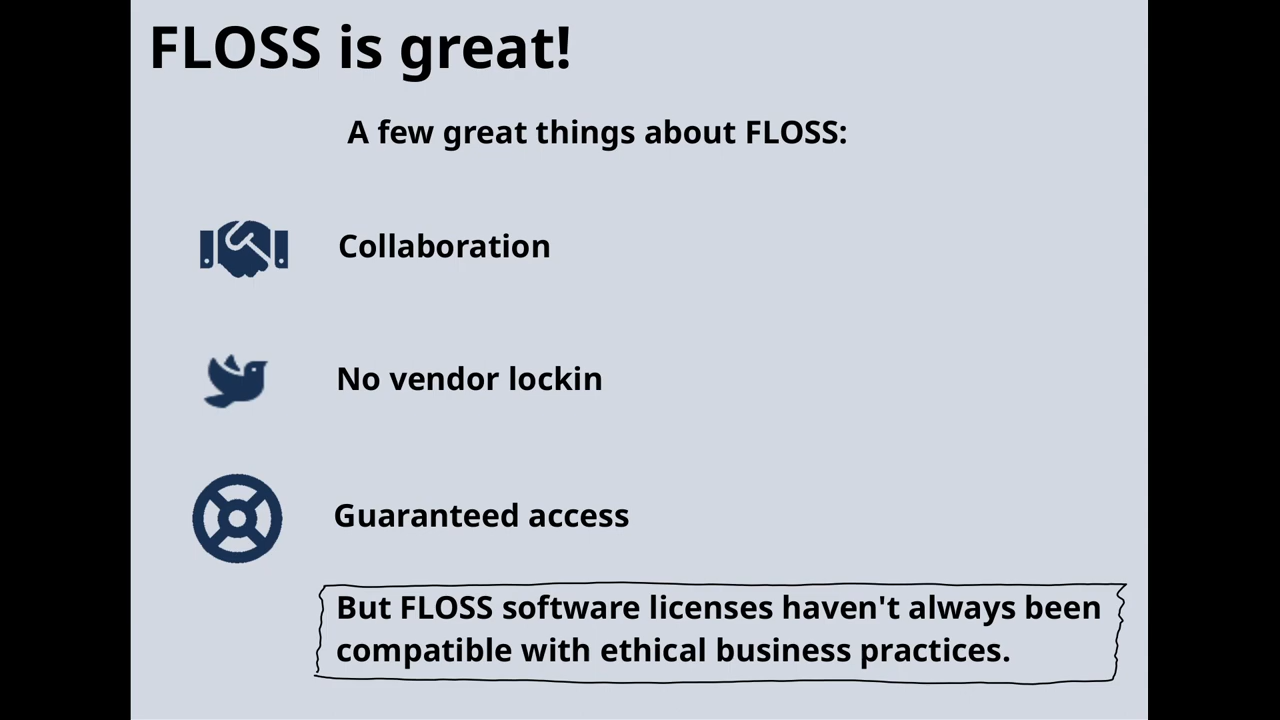 FLOSS is great!
A few great things about FLOSS:
Collaboration
No vendor lockin
Guaranteed access
But FLOSS software licenses haven't always been
compatible with ethical business practices.